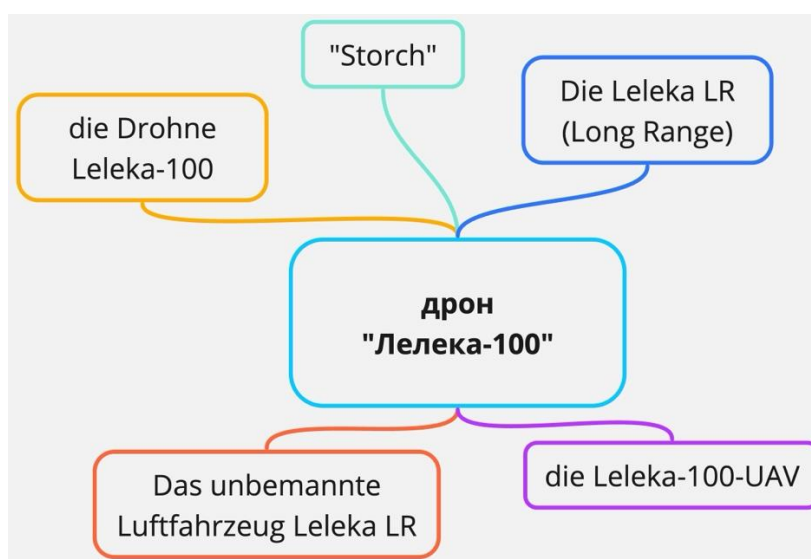 "Storch"
Die Leleka LR
(Long Range)
die Drohne
Leleka-100
дрон
"Лелека-100"
Das unbemannte
Luftfahrzeug Leleka LR
die Leleka-100-UAV